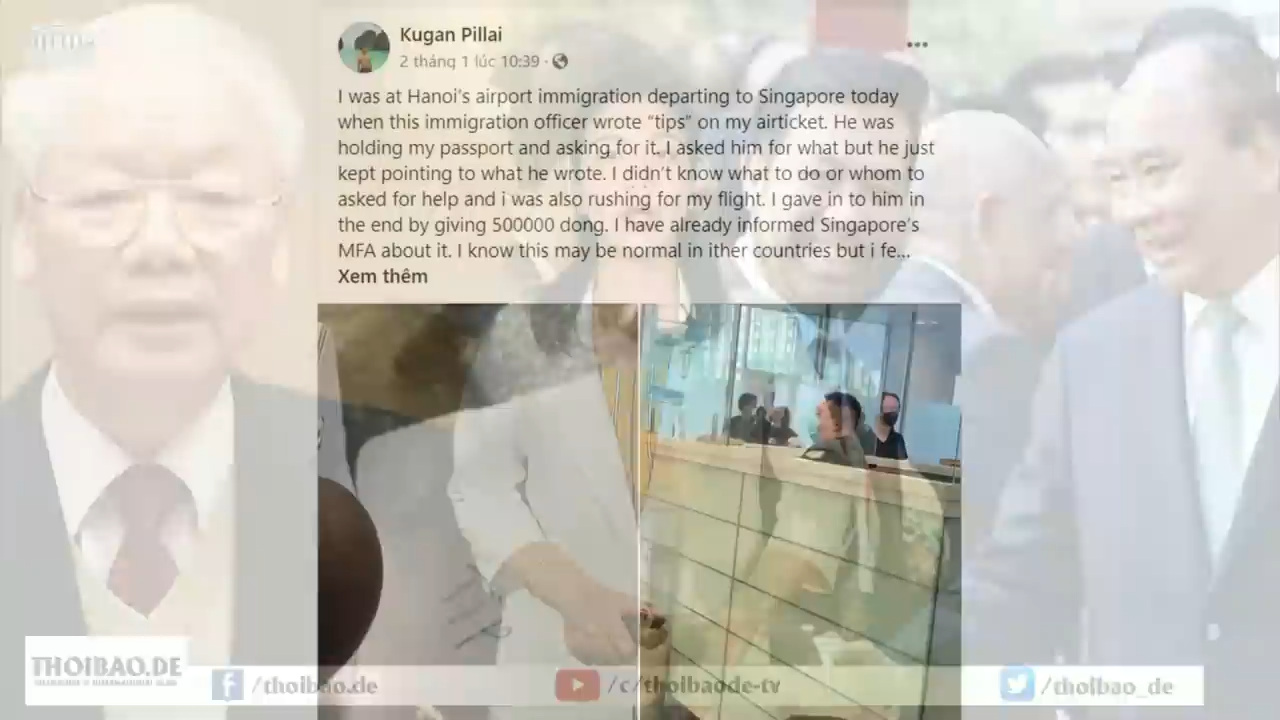 Kugan Pillai
2 tháng 1 lúc 10:39 ·
I was at Hanoi's airport immigration departing to Singapore today
when this immigration officer wrote “tips” on my airticket. He was
holding my passport and asking for it. I asked him for what but he just
kept pointing to what he wrote. I didn't know what to do or whom to
asked for help and i was also rushing for my flight. I gave in to him in
the end by giving 500000 dong. I have already informed Singapore's
MFA about it. I know this may be normal in ither countries but i fe...
Xem thêm
THOIBAO.DE
/thoibao.de
/c/thoibaode-tv
/thoibao_de